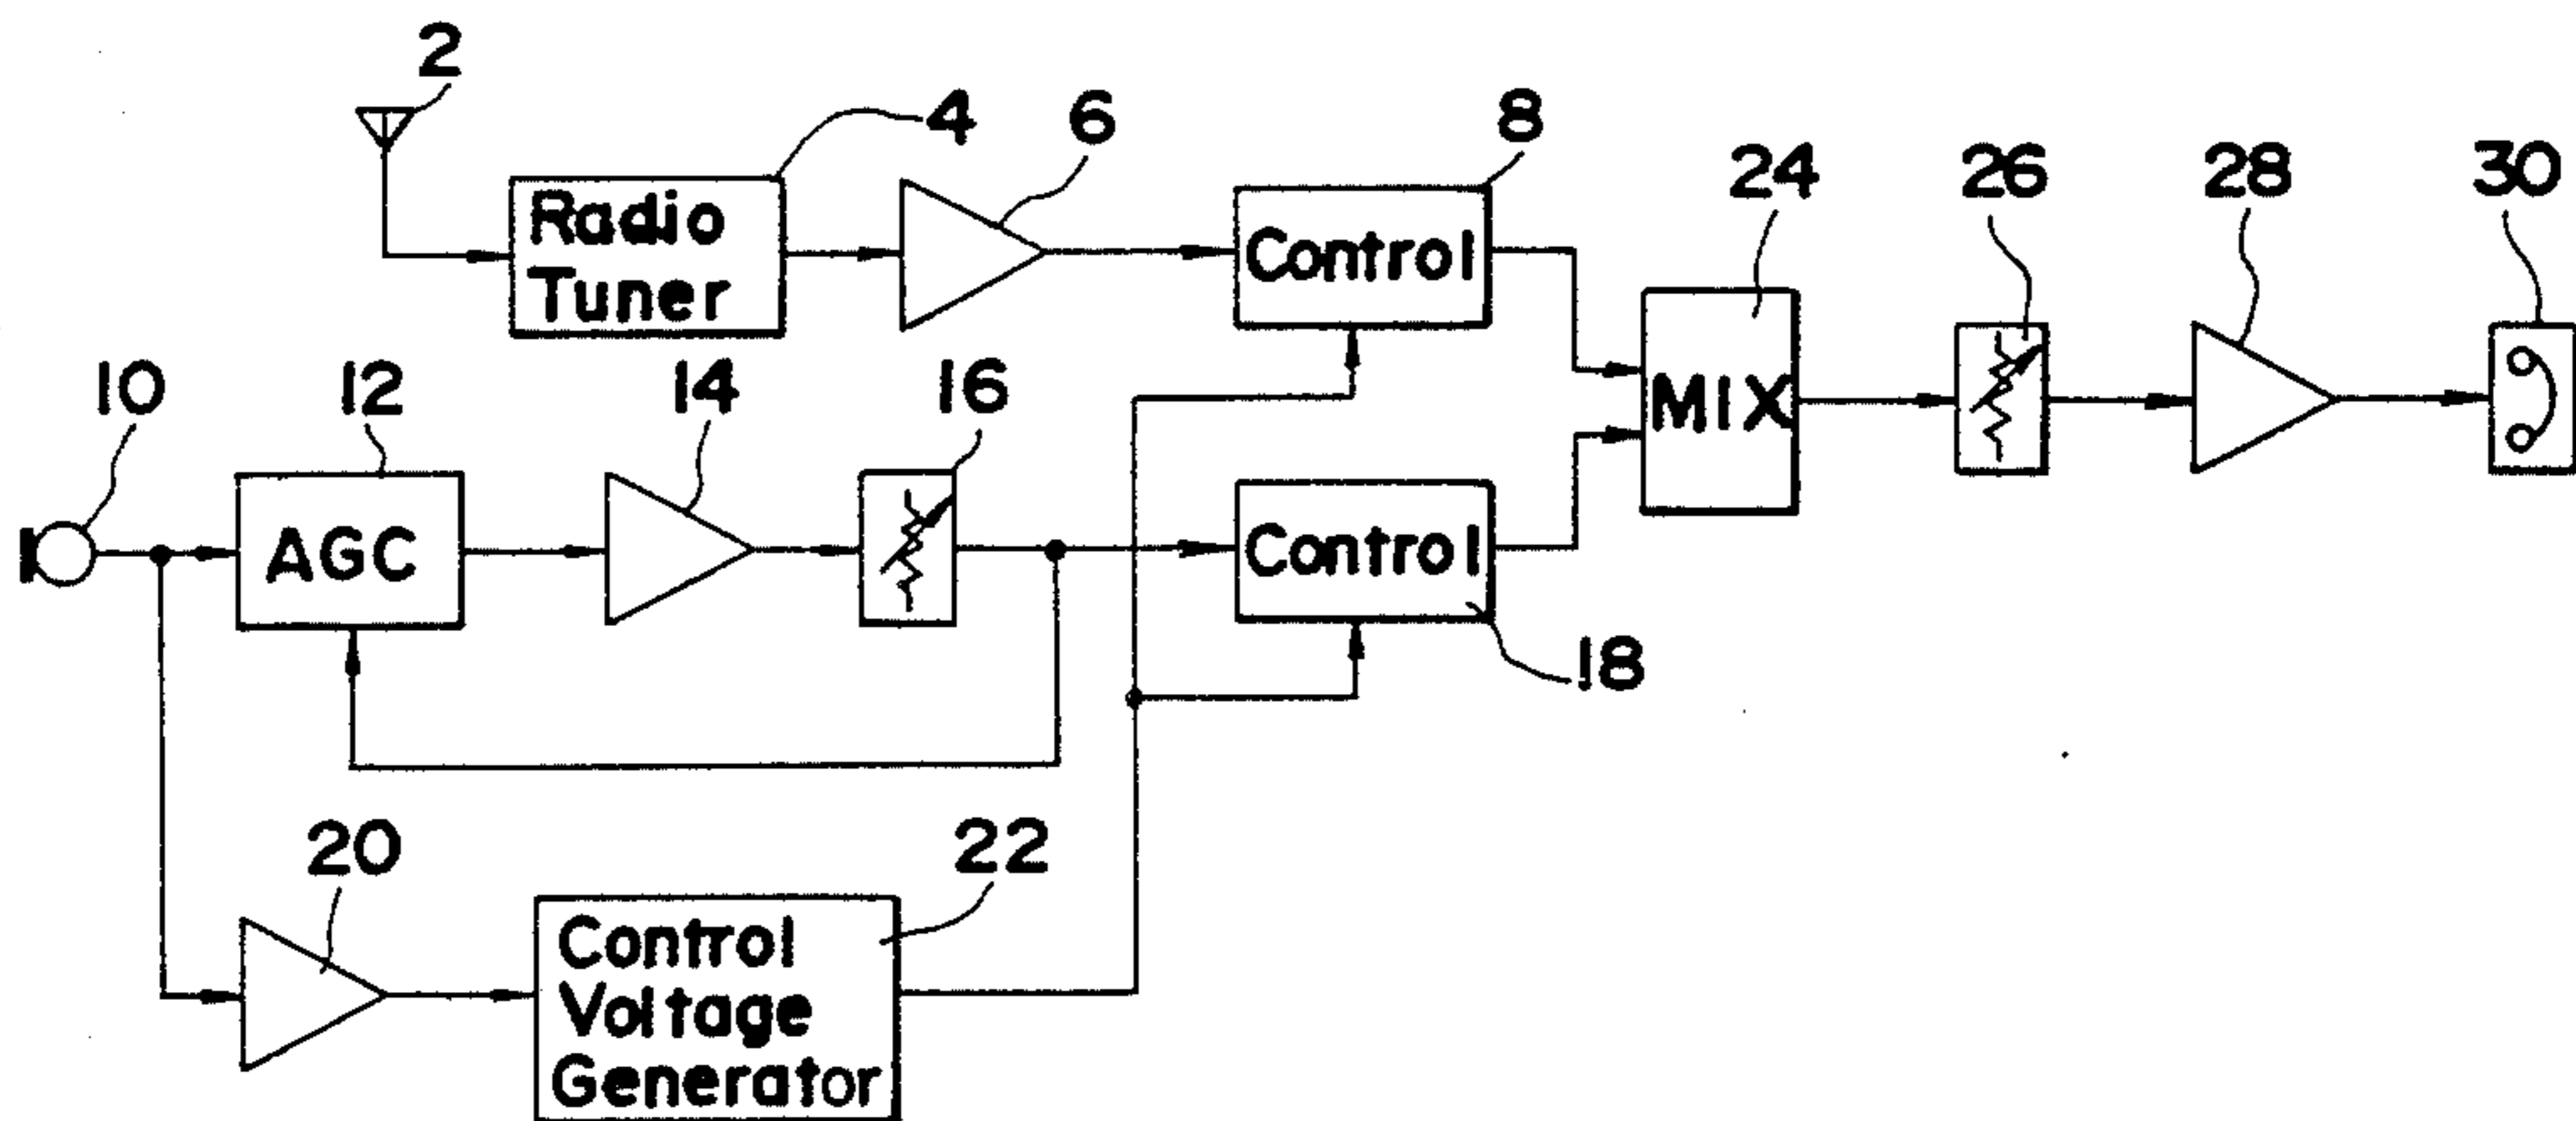 2
4
6
8
24
26
28
30
Radio
Tuner
Control
MIX
10
12
14
16
AGC
Control
18
20
22
Control
Voltage
Generator